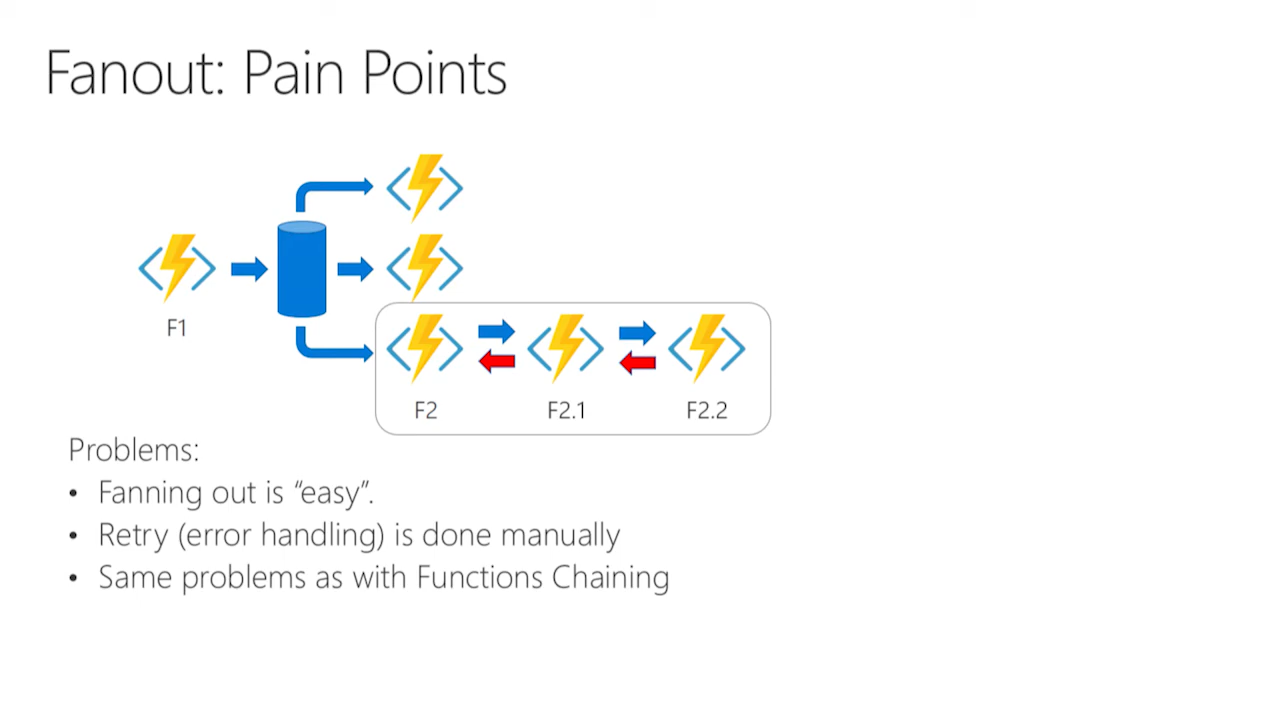 Fanout: Pain Points
F1
F2
F2.1
F2.2
Problems:
• Fanning out is “easy”.
• Retry (error handling) is done manually
• Same problems as with Functions Chaining